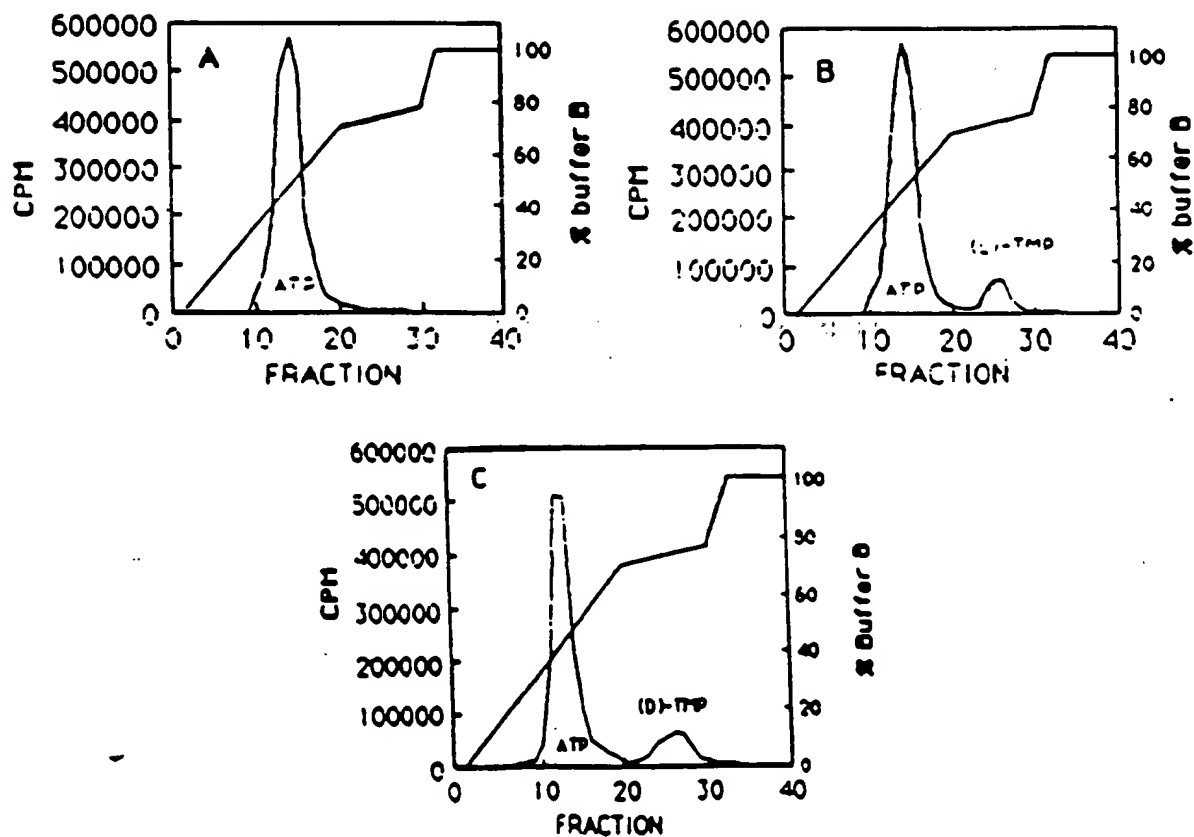 A
600000
500000
400000
300000
200000
100000
0
CPM
100
80
60
40
20
0
% buffer B
ATP
0 10 20 30 40
FRACTION
B
600000
500000
400000
300000
200000
100000
0
CPM
100
80
60
40
20
0
% buffer B
ATP
(L)-TMP
0 10 20 30 40
FRACTION
C
600000
500000
400000
300000
200000
100000
0
CPM
100
80
60
40
20
0
% Buffer B
ATP
(D)-TMP
0 10 20 30 40
FRACTION